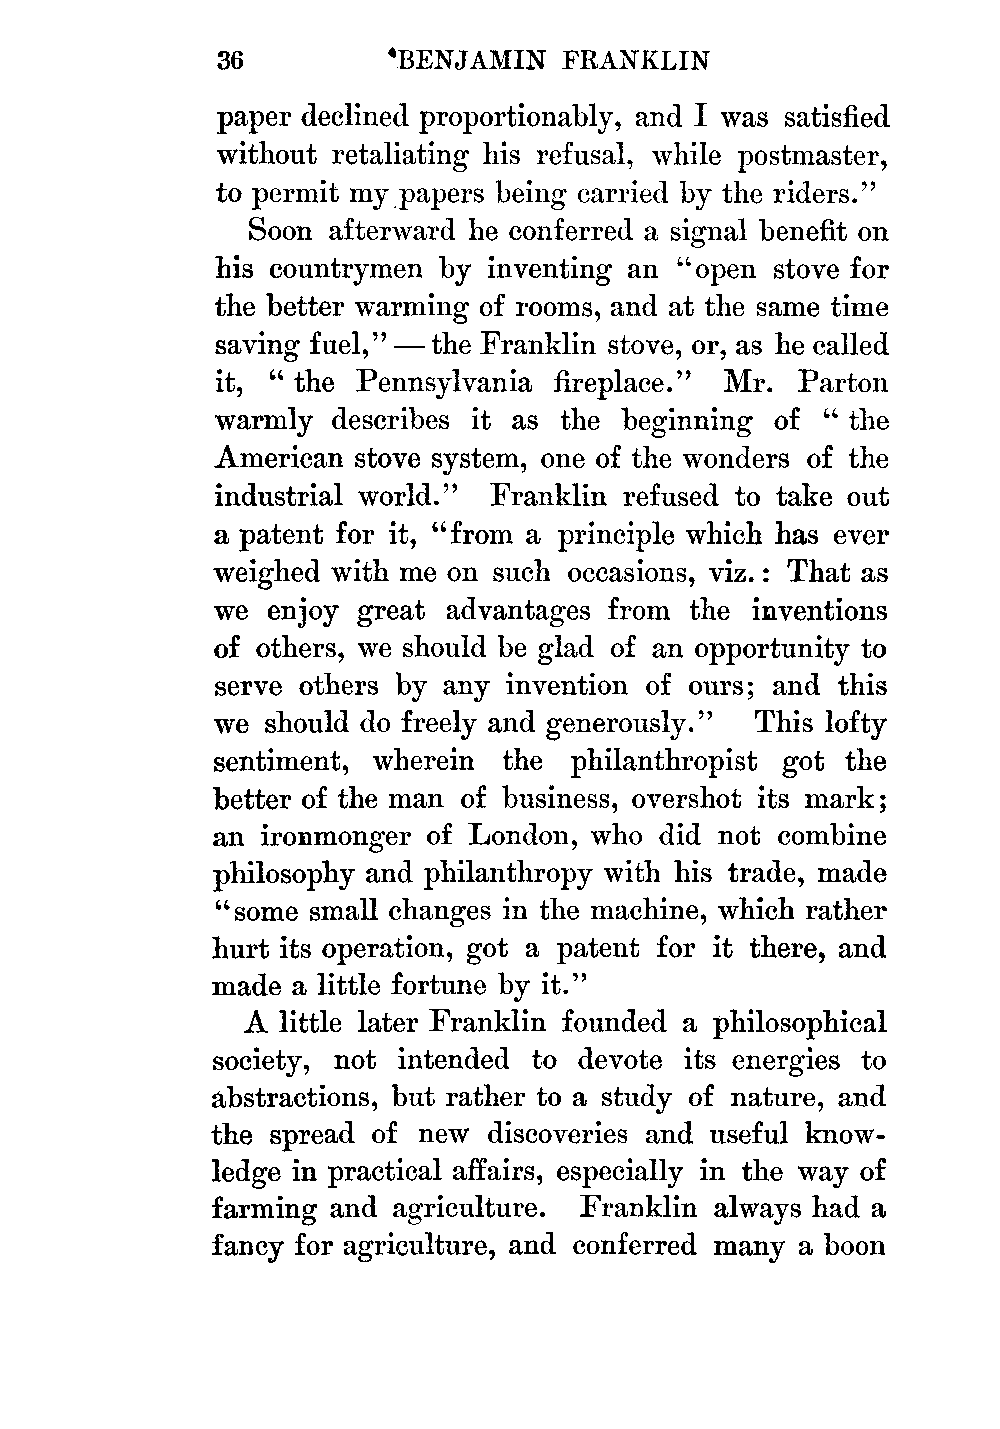 36 BENJAMIN FRANKLIN
paper declined proportionably, and I was satisfied
without retaliating his refusal, while postmaster,
to permit my papers being carried by the riders."
Soon afterward he conferred a signal benefit on
his countrymen by inventing an "open stove for
the better warming of rooms, and at the same time
saving fuel," — the Franklin stove, or, as he called
it, "the Pennsylvania fireplace." Mr. Parton
warmly describes it as the beginning of "the
American stove system, one of the wonders of the
industrial world." Franklin refused to take out
a patent for it, "from a principle which has ever
weighed with me on such occasions, viz.: That as
we enjoy great advantages from the inventions
of others, we should be glad of an opportunity to
serve others by any invention of ours; and this
we should do freely and generously." This lofty
sentiment, wherein the philanthropist got the
better of the man of business, overshot its mark;
an ironmonger of London, who did not combine
philosophy and philanthropy with his trade, made
"some small changes in the machine, which rather
hurt its operation, got a patent for it there, and
made a little fortune by it."
A little later Franklin founded a philosophical
society, not intended to devote its energies to
abstractions, but rather to a study of nature, and
the spread of new discoveries and useful know-
ledge in practical affairs, especially in the way of
farming and agriculture. Franklin always had a
fancy for agriculture, and conferred many a boon